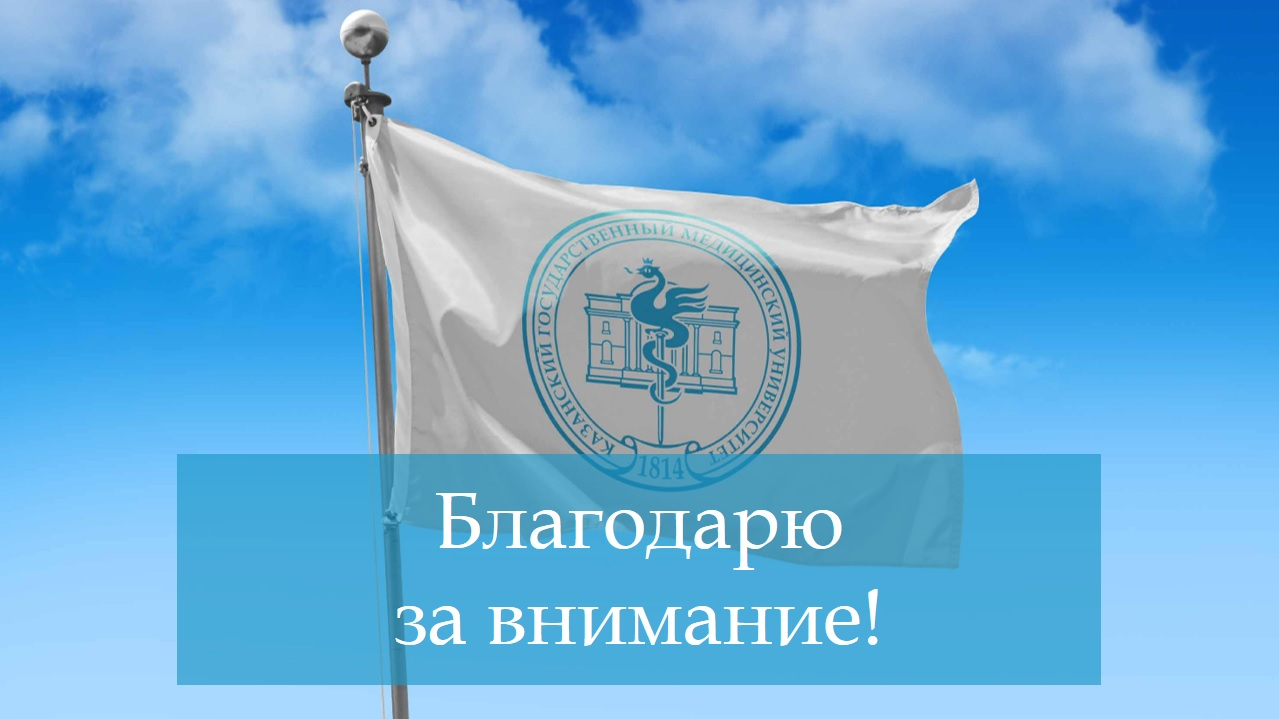 КАЗАНСКИЙ ГОСУДАРСТВЕННЫЙ МЕДИЦИНСКИЙ УНИВЕРСИТЕТ
1814
Благодарю
за внимание!